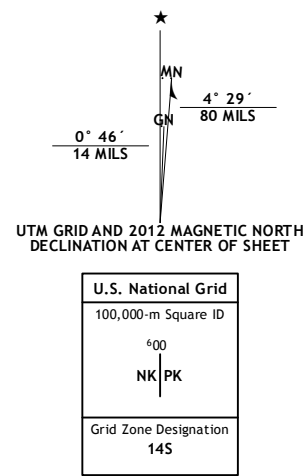 ★
MN
4° 29´
80 MILS
GN
0° 46´
14 MILS
UTM GRID AND 2012 MAGNETIC NORTH
DECLINATION AT CENTER OF SHEET
U.S. National Grid
100,000-m Square ID
⁶00
NK PK
Grid Zone Designation
14S